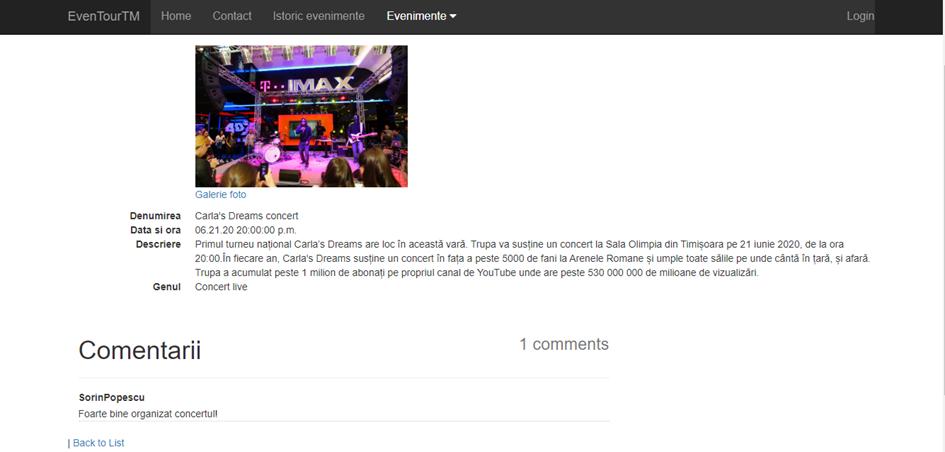 EvenTourTM Home Contact Istoric evenimente Evenimente Login
T IMAX
4DX
Galerie foto
Denumirea Carla's Dreams concert
Data si ora 06.21.20 20:00:00 p.m.
Descriere Primul turneu național Carla's Dreams are loc în această vară. Trupa va susține un concert la Sala Olimpia din Timișoara pe 21 iunie 2020, de la ora
20:00.În fiecare an, Carla's Dreams susține un concert în fața a peste 5000 de fani la Arenele Romane și umple toate sălile pe unde cântă în țară, și afară.
Trupa a acumulat peste 1 milion de abonați pe propriul canal de YouTube unde are peste 530 000 000 de milioane de vizualizări.
Genul Concert live
Comentarii 1 comments
SorinPopescu
Foarte bine organizat concertul!
| Back to List